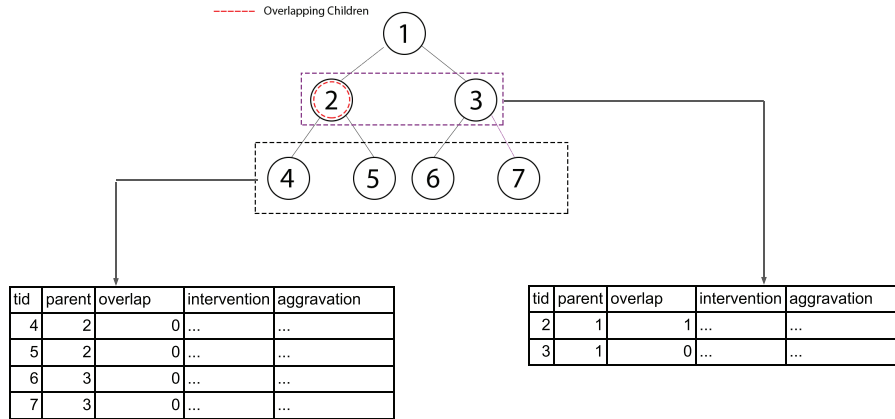 Overlapping Children
1
2 3
4 5 6 7
tid parent overlap intervention aggravation
4 2 0 ... ...
5 2 0 ... ...
6 3 0 ... ...
7 3 0 ... ...
tid parent overlap intervention aggravation
2 1 1 ... ...
3 1 0 ... ...